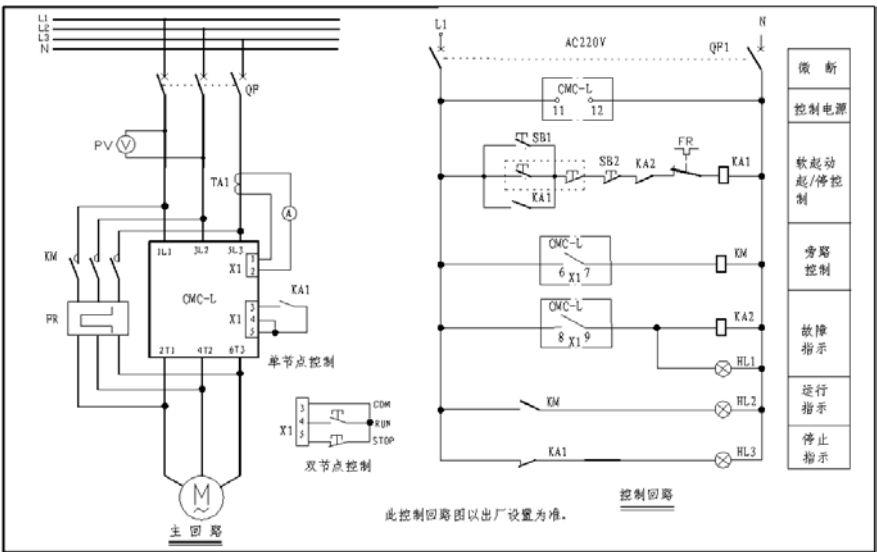 L1
L2
L3
N
QF
PV V
TA1
A
KM
1L1 3L2 5L3
X1 1
2
CMC-L
KA1
X1 3
4
5
FR
2T1 4T2 6T3
单节点控制
X1 3 COM
4 RUN
5 STOP
双节点控制
M
主回路
L1 N
AC220V QF1
微断
CMC-L
11 12
控制电源
SB1
SB2 KA2 FR KA1
KA1
软起动
起/停控
制
CMC-L
6 X1 7
KM
旁路
控制
CMC-L
8 X1 9
KA2
HL1
故障
指示
KM HL2
运行
指示
KA1 HL3
停止
指示
控制回路
此控制回路图以出厂设置为准.